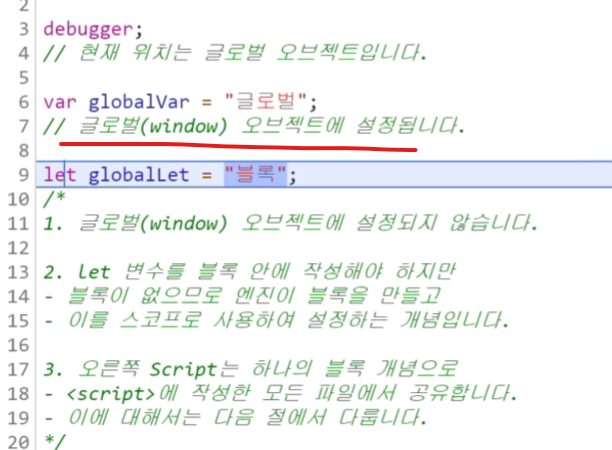 2
3 debugger;
4 // 현재 위치는 글로벌 오브젝트입니다.
5
6 var globalVar = "글로벌";
7 // 글로벌(window) 오브젝트에 설정됩니다.
8
9 let globalLet = "블록";
10 /*
11 1. 글로벌(window) 오브젝트에 설정되지 않습니다.
12
13 2. let 변수를 블록 안에 작성해야 하지만
14 - 블록이 없으므로 엔진이 블록을 만들고
15 - 이를 스코프로 사용하여 설정하는 개념입니다.
16
17 3. 오른쪽 Script는 하나의 블록 개념으로
18 - <script>에 작성한 모든 파일에서 공유합니다.
19 - 이에 대해서는 다음 절에서 다룹니다.
20 */